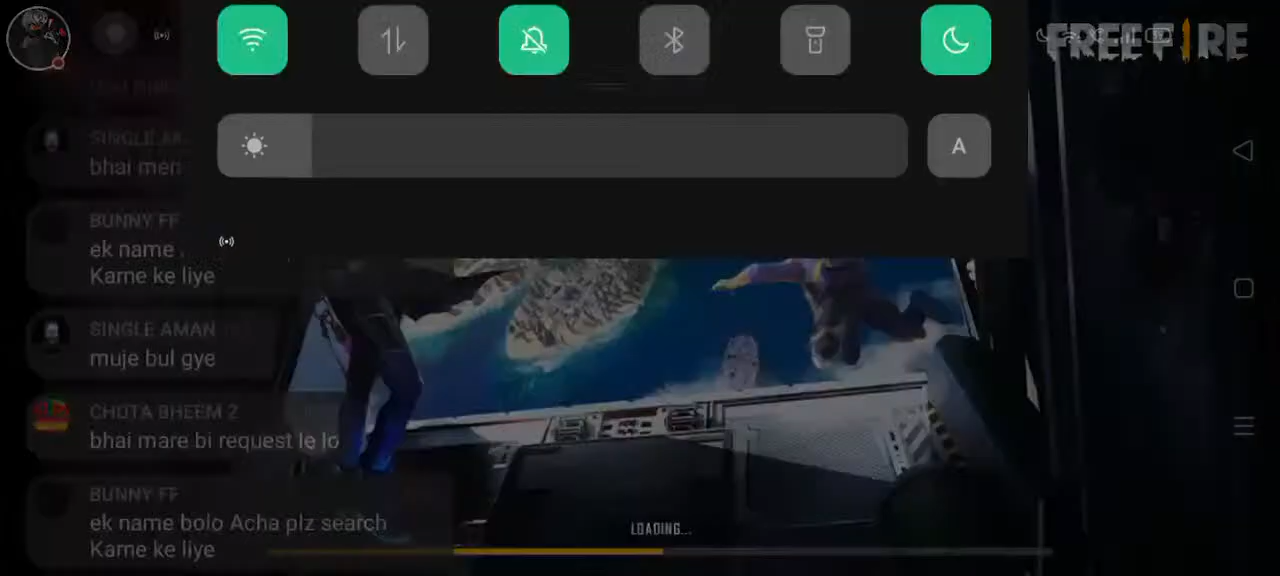 FREE FIRE
A
SINGLE AM
bhai men
BUNNY FF
ek name
Karne ke liye
SINGLE AMAN
muje bul gye
CHOTA BHEEM 2
bhai mare bi request le lo
BUNNY FF
ek name bolo Acha plz search
Karne ke liye
LOADING...